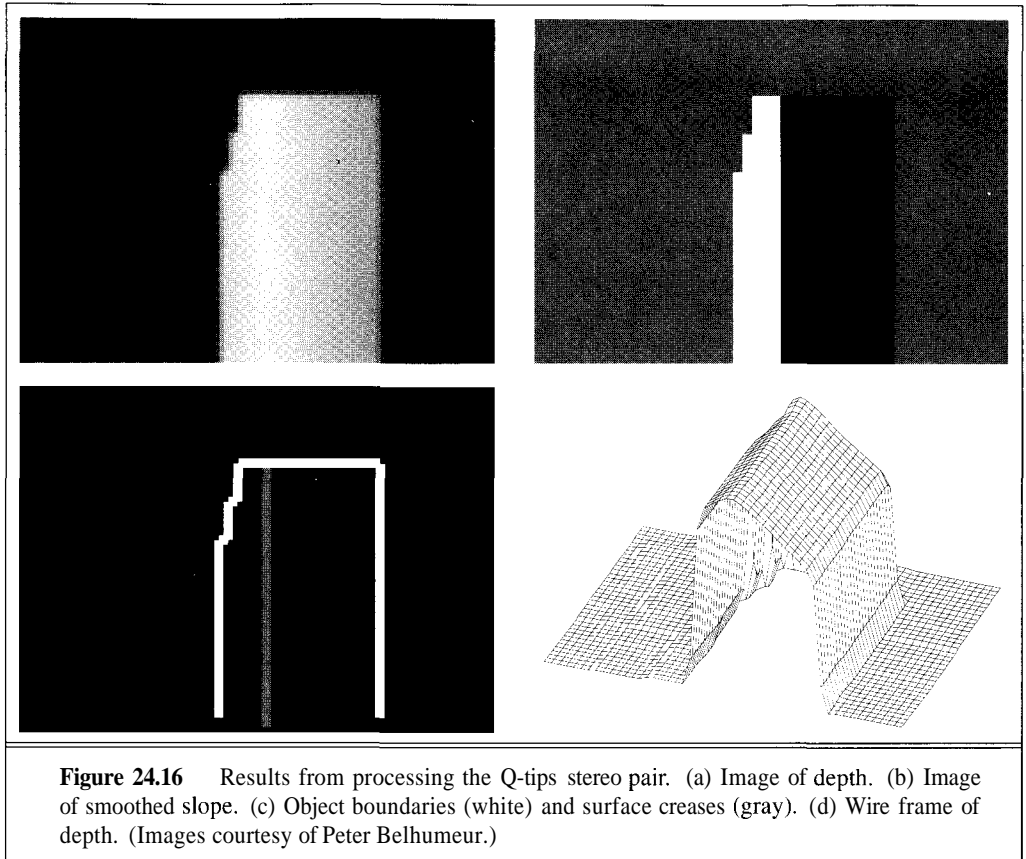 Figure 24.16 Results from processing the Q-tips stereo pair. (a) Image of depth. (b) Image
of smoothed slope. (c) Object boundaries (white) and surface creases (gray). (d) Wire frame of
depth. (Images courtesy of Peter Belhumeur.)